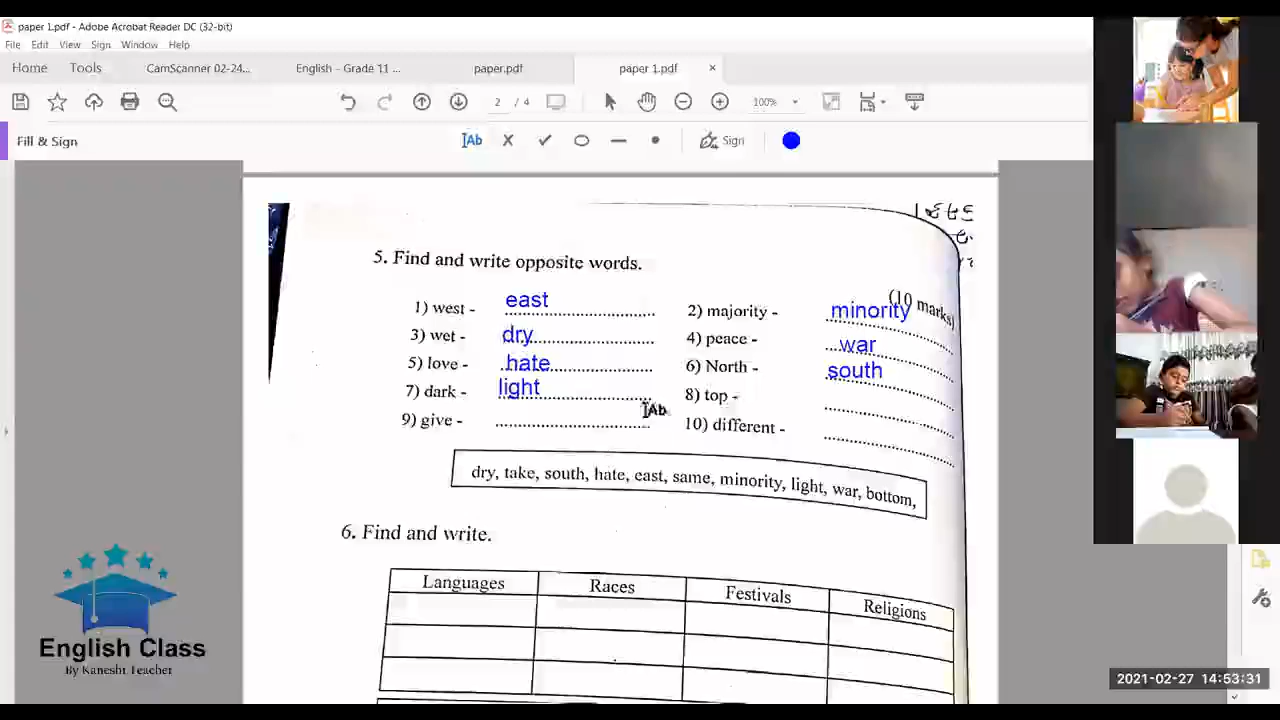 paper 1.pdf - Adobe Acrobat Reader DC (32-bit)
File Edit View Sign Window Help
Home Tools CamScanner 02-24... English - Grade 11 ... paper.pdf paper 1.pdf ×
2 / 4 100%
Fill & Sign Ab Sign
5. Find and write opposite words.
(10 marks)
1) west - east 2) majority - minority
3) wet - dry 4) peace - war
5) love - hate 6) North - south
7) dark - light 8) top -
Ab
9) give - 10) different -
dry, take, south, hate, east, same, minority, light, war, bottom,
6. Find and write.
Languages Races Festivals Religions
English Class
By Kaneshi Teacher
2021-02-27 14:53:31